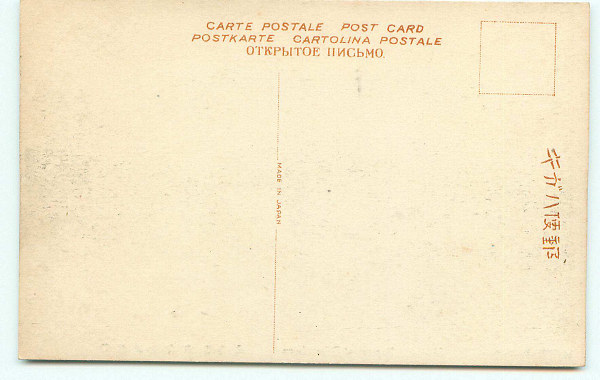 CARTE POSTALE POST CARD
POSTKARTE CARTOLINA POSTALE
ОТКРЫТОЕ ПИСЬМО.
MADE IN JAPAN
キガハ便郵